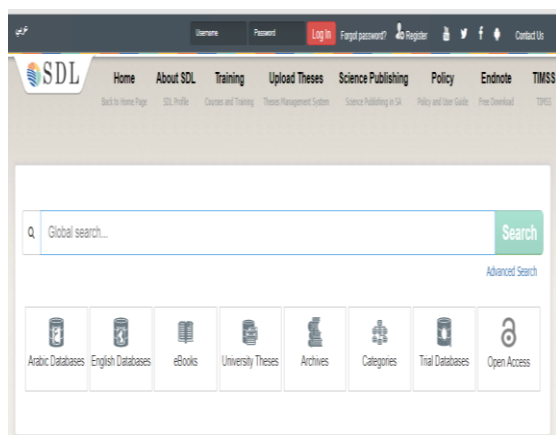 عربي
Username Password Log In Forgot password? Register Contact Us
SDL
Home About SDL Training Upload Theses Science Publishing Policy Endnote TIMSS
Back to Home Page SDL Profile Courses and Training Theses Management System Science Publishing in SA Policy and User Guide Free Download TIMSS
Global search... Search
Advanced Search
Arabic Databases English Databases eBooks University Theses Archives Categories Trial Databases Open Access